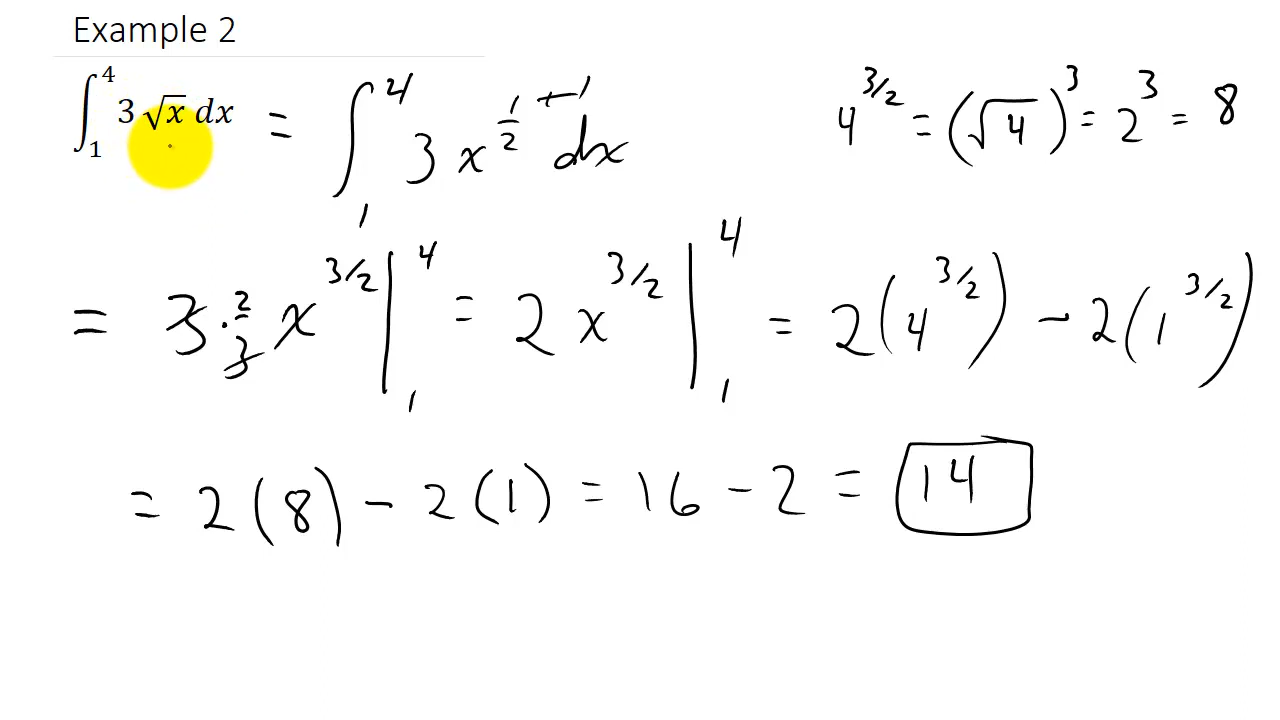 Example 2
∫₁⁴ 3 √x dx = ∫₁⁴ 3 x^(1/2 +1) dx
4^(3/2) = (√4)^3 = 2^3 = 8
= 3 · 2/3 x^(3/2) |₁⁴ = 2 x^(3/2) |₁⁴ = 2(4^(3/2)) - 2(1^(3/2))
= 2(8) - 2(1) = 16 - 2 = 14